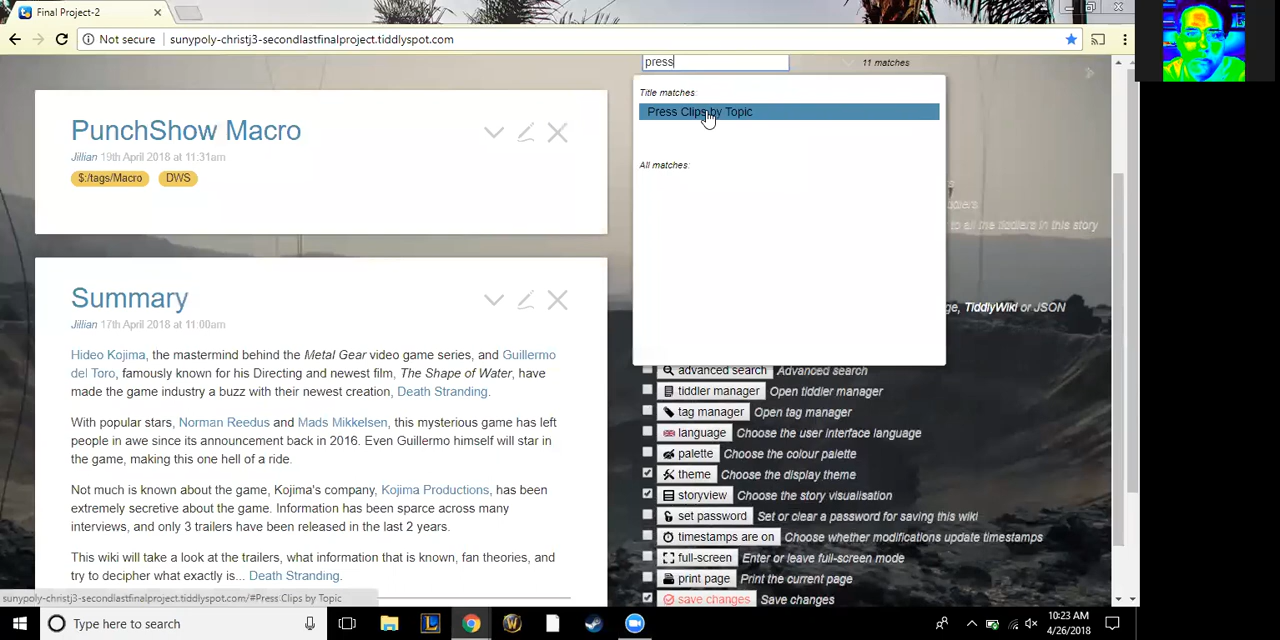 Final Project-2
Not secure
sunypoly-christj3-secondlastfinalproject.tiddlyspot.com
press
11 matches
Title matches:
Press Clips by Topic
All matches:
PunchShow Macro
Jillian 19th April 2018 at 11:31am
$:/tags/Macro
DWS
Summary
Jillian 17th April 2018 at 11:00am
Hideo Kojima, the mastermind behind the Metal Gear video game series, and Guillermo
del Toro, famously known for his Directing and newest film, The Shape of Water, have
made the game industry a buzz with their newest creation, Death Stranding.
With popular stars, Norman Reedus and Mads Mikkelsen, this mysterious game has left
people in awe since its announcement back in 2016. Even Guillermo himself will star in
the game, making this one hell of a ride.
Not much is known about the game, Kojima's company, Kojima Productions, has been
extremely secretive about the game. Information has been sparce across many
interviews, and only 3 trailers have been released in the last 2 years.
This wiki will take a look at the trailers, what information that is known, fan theories, and
try to decipher what exactly is... Death Stranding.
to all the tiddlers in this story
TiddlyWiki or JSON
advanced search Advanced search
tiddler manager Open tiddler manager
tag manager Open tag manager
language Choose the user interface language
palette Choose the colour palette
theme Choose the display theme
storyview Choose the story visualisation
set password Set or clear a password for saving this wiki
timestamps are on Choose whether modifications update timestamps
full-screen Enter or leave full-screen mode
print page Print the current page
save changes Save changes
sunypoly-christj3-secondlastfinalproject.tiddlyspot.com/#Press Clips by Topic
Type here to search
10:23 AM
4/26/2018